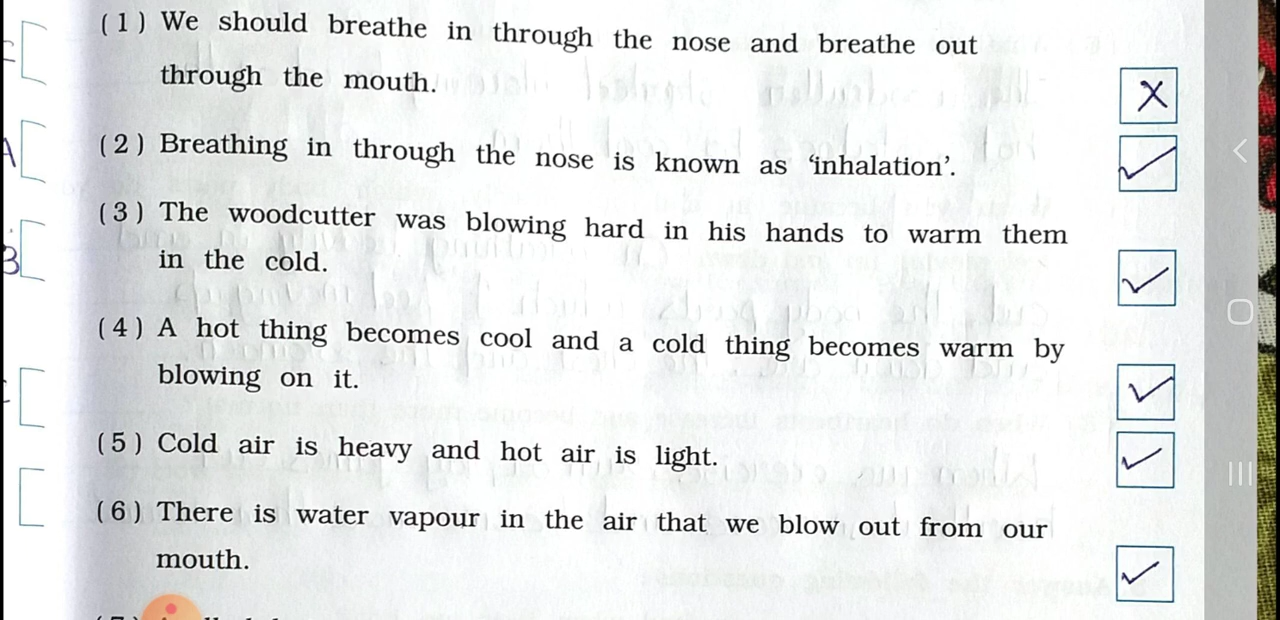 (1) We should breathe in through the nose and breathe out
through the mouth.
X
(2) Breathing in through the nose is known as ‘inhalation’.
✓
(3) The woodcutter was blowing hard in his hands to warm them
in the cold.
✓
(4) A hot thing becomes cool and a cold thing becomes warm by
blowing on it.
✓
(5) Cold air is heavy and hot air is light.
✓
(6) There is water vapour in the air that we blow out from our
mouth.
✓
A
B